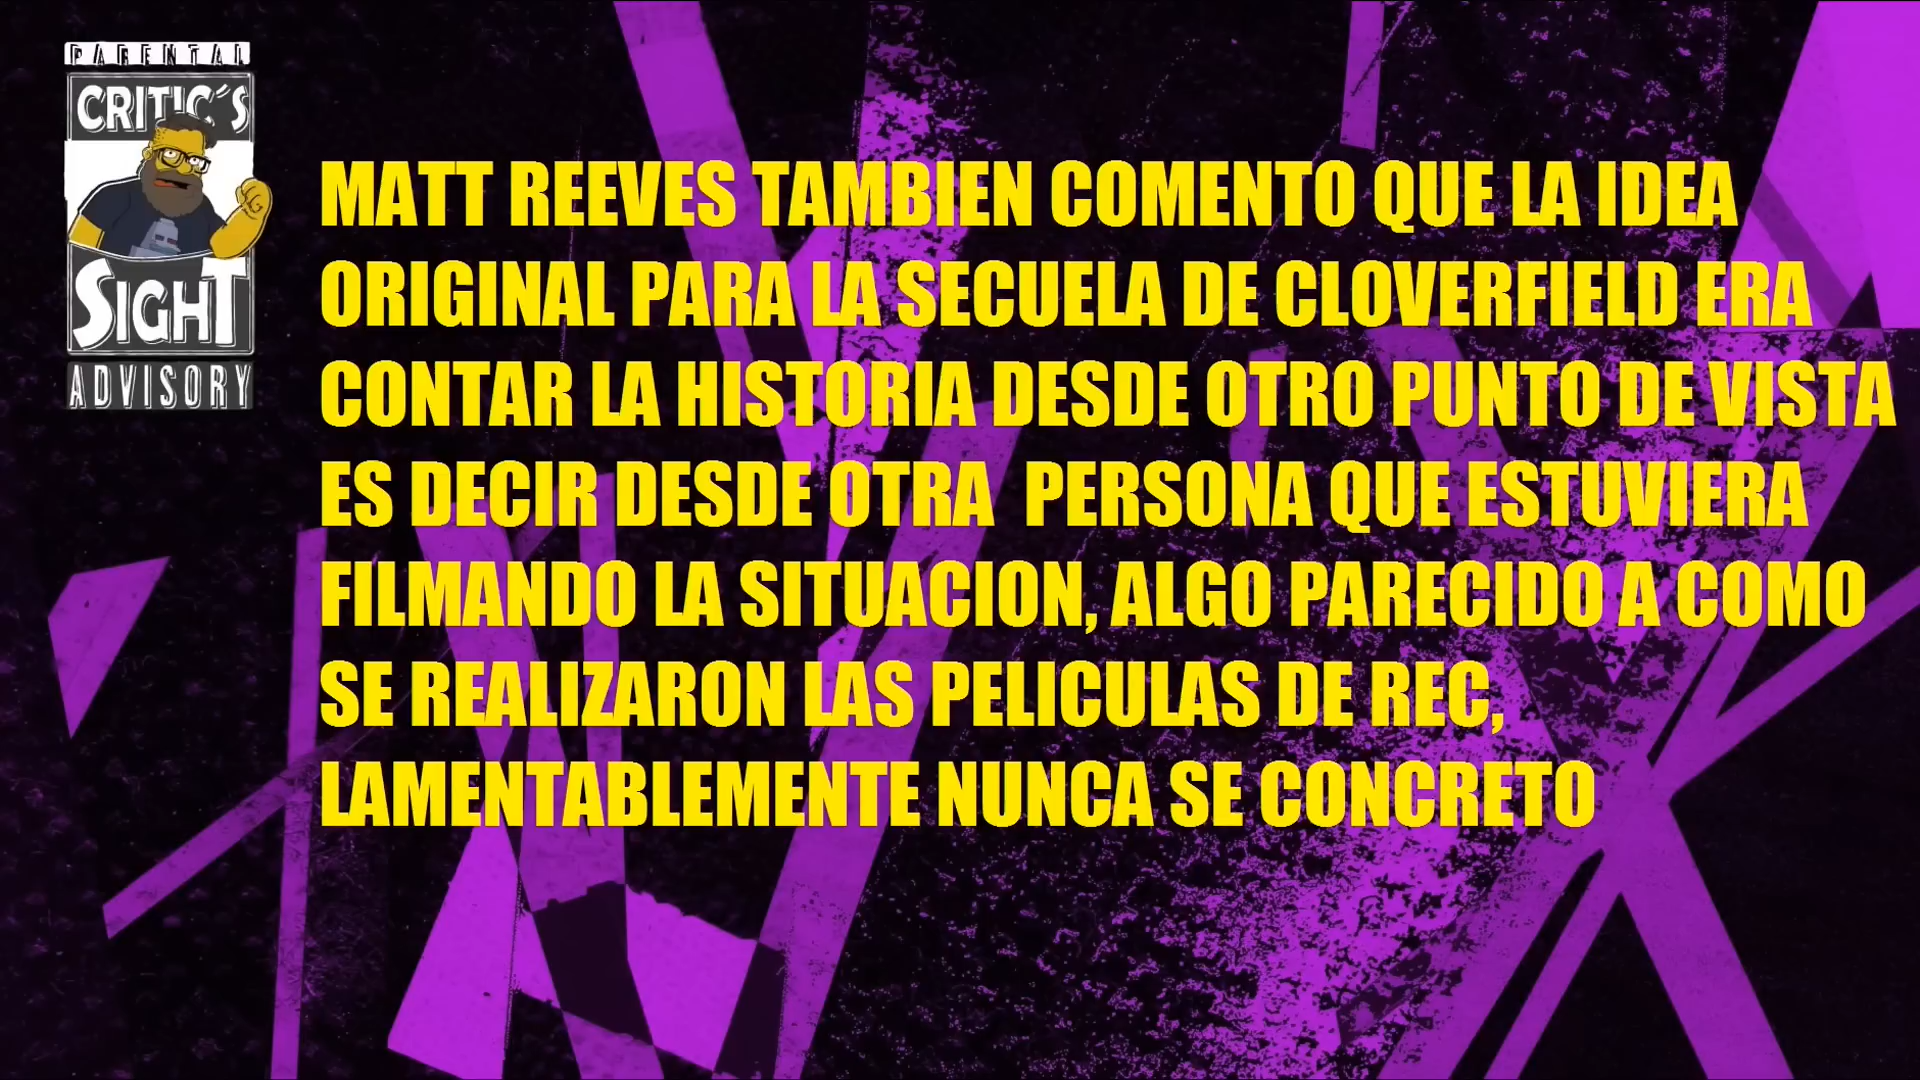 PARENTAL
CRITIC´S
SIGHT
ADVISORY
MATT REEVES TAMBIEN COMENTO QUE LA IDEA
ORIGINAL PARA LA SECUELA DE CLOVERFIELD ERA
CONTAR LA HISTORIA DESDE OTRO PUNTO DE VISTA
ES DECIR DESDE OTRA PERSONA QUE ESTUVIERA
FILMANDO LA SITUACION, ALGO PARECIDO A COMO
SE REALIZARON LAS PELICULAS DE REC,
LAMENTABLEMENTE NUNCA SE CONCRETO